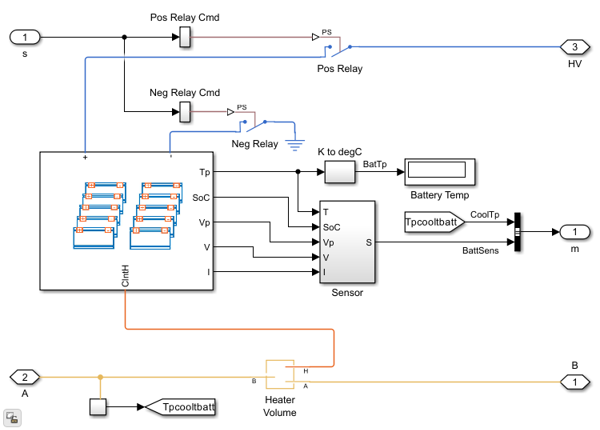 Pos Relay Cmd
1
s
PS
3
HV
Pos Relay
Neg Relay Cmd
PS
Neg Relay
+
-
K to degC
BatTp
Battery Temp
Tp
SoC
Vp
V
I
ClntH
T
SoC
Vp
V
I
S
Sensor
Tpcooltbatt
CoolTp
BattSens
1
m
2
A
B
H
A
Heater
Volume
B
1
Tpcooltbatt